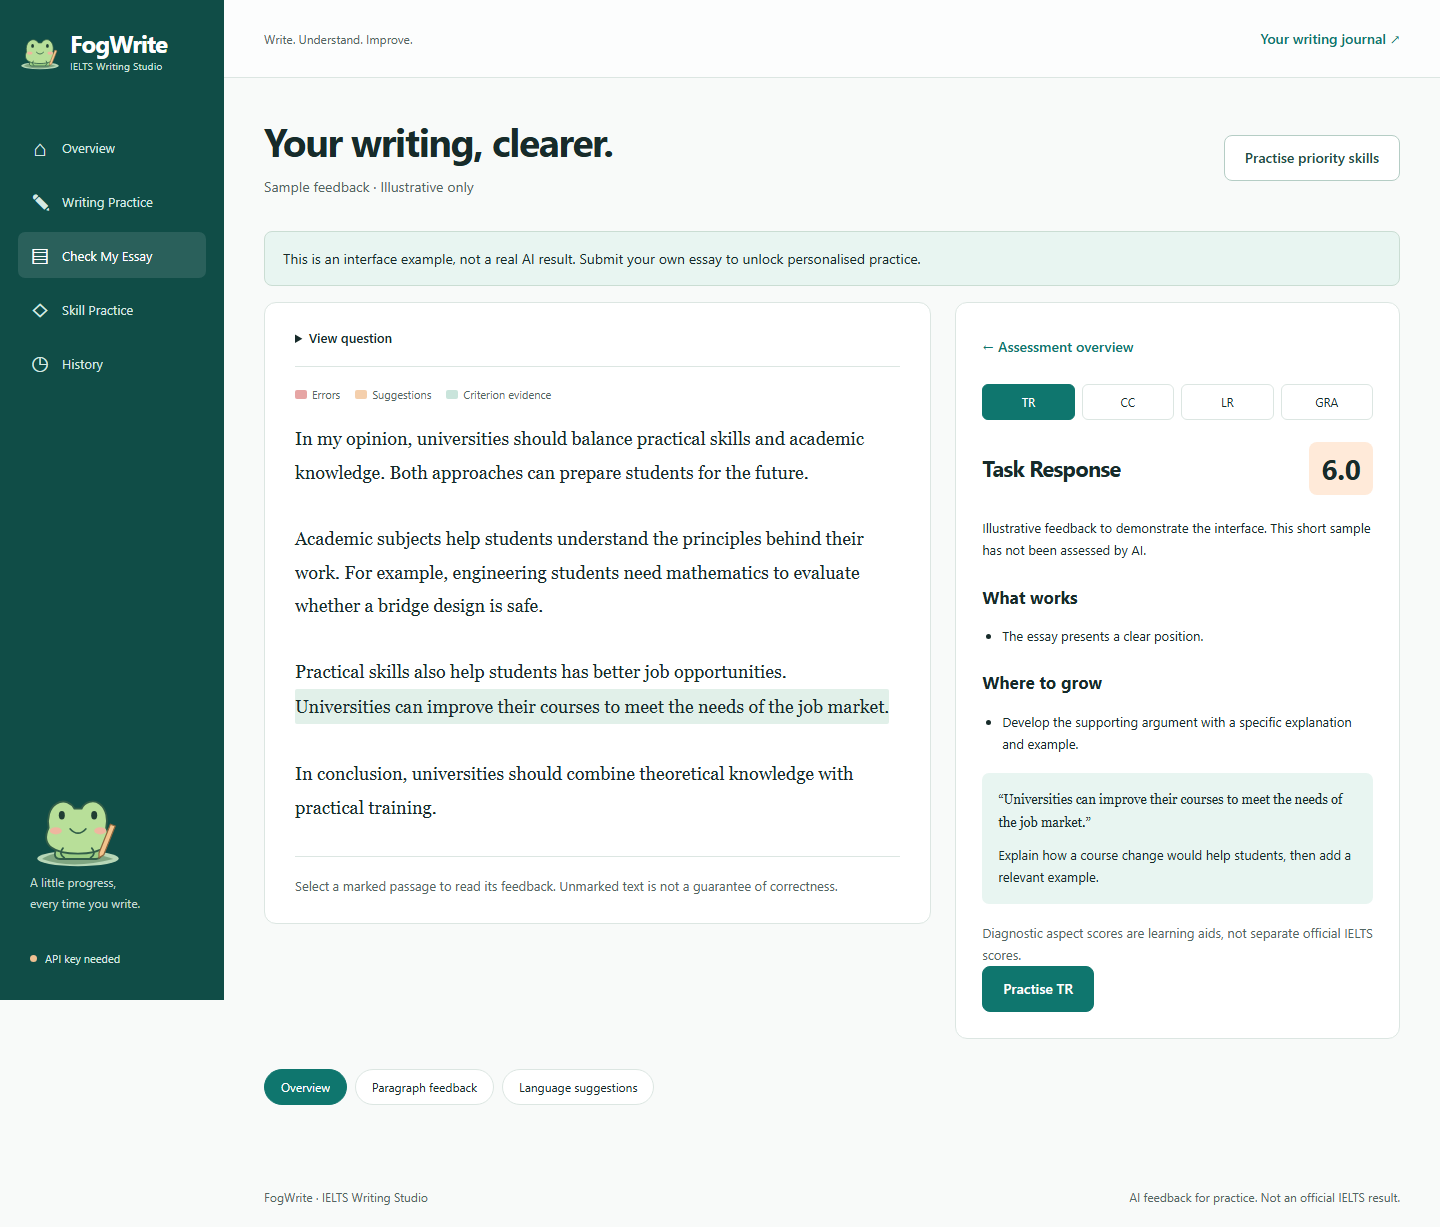 FogWrite
IELTS Writing Studio
Overview
Writing Practice
Check My Essay
Skill Practice
History
A little progress,
every time you write.
API key needed
Write. Understand. Improve.
Your writing journal ↗
Your writing, clearer.
Sample feedback · Illustrative only
Practise priority skills
This is an interface example, not a real AI result. Submit your own essay to unlock personalised practice.
View question
Errors
Suggestions
Criterion evidence
In my opinion, universities should balance practical skills and academic
knowledge. Both approaches can prepare students for the future.
Academic subjects help students understand the principles behind their
work. For example, engineering students need mathematics to evaluate
whether a bridge design is safe.
Practical skills also help students has better job opportunities.
Universities can improve their courses to meet the needs of the job market.
In conclusion, universities should combine theoretical knowledge with
practical training.
Select a marked passage to read its feedback. Unmarked text is not a guarantee of correctness.
← Assessment overview
TR
CC
LR
GRA
Task Response
6.0
Illustrative feedback to demonstrate the interface. This short sample
has not been assessed by AI.
What works
• The essay presents a clear position.
Where to grow
• Develop the supporting argument with a specific explanation
and example.
“Universities can improve their courses to meet the needs of
the job market.”
Explain how a course change would help students, then add a
relevant example.
Diagnostic aspect scores are learning aids, not separate official IELTS
scores.
Practise TR
Overview
Paragraph feedback
Language suggestions
FogWrite · IELTS Writing Studio
AI feedback for practice. Not an official IELTS result.